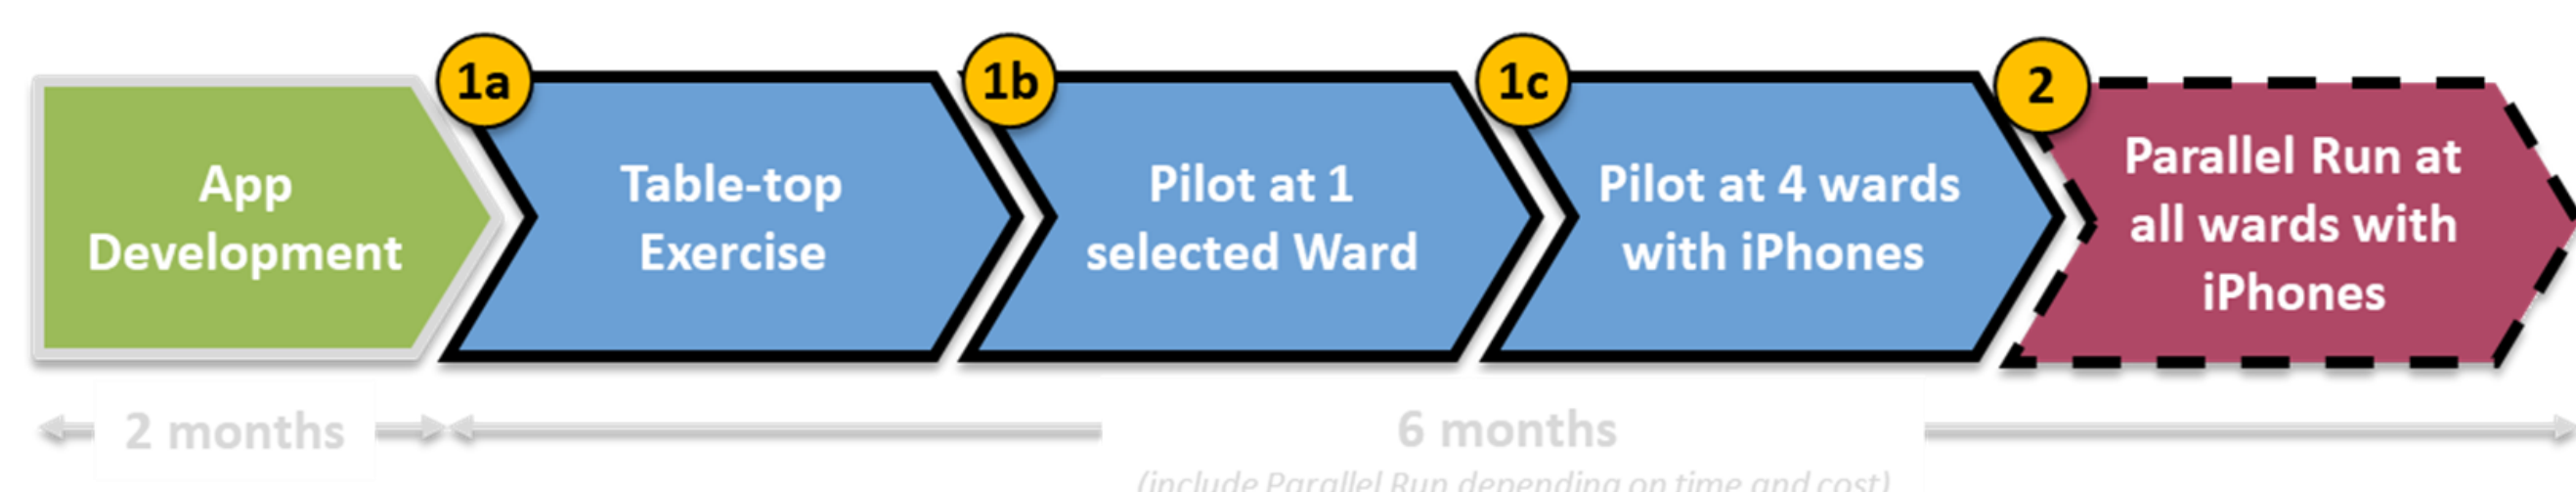 1a
1b
1c
2
App
Development
Table-top
Exercise
Pilot at 1
selected Ward
Pilot at 4 wards
with iPhones
Parallel Run at
all wards with
iPhones
2 months
6 months
(include Parallel Run depending on time and cost)